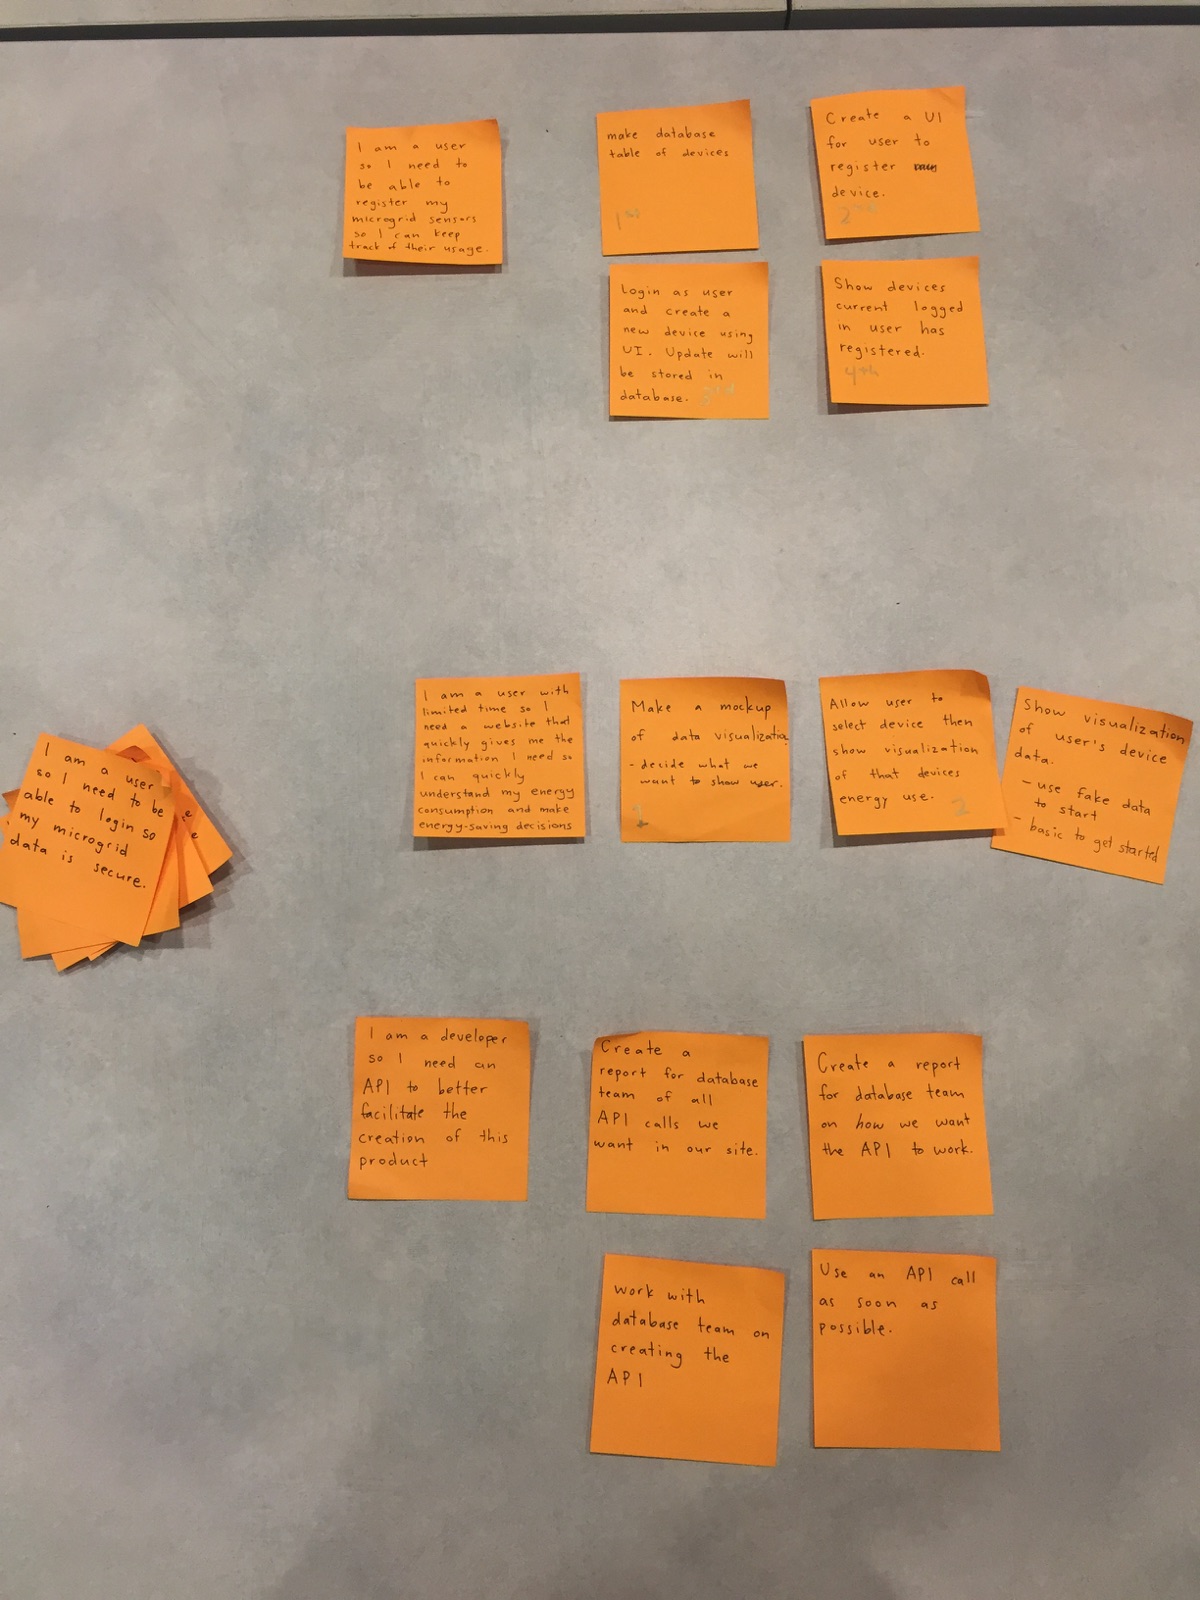 I am a user
so I need to
be able to
register my
microgrid sensors
so I can keep
track of their usage.
make database
table of devices
1st
Create a UI
for user to
register
device.
2nd
Login as user
and create a
new device using
UI. Update will
be stored in
database. 3rd
Show devices
current logged
in user has
registered.
4th
I am a user
so I need to be
able to login so
my microgrid
data is secure.
e
e
I am a user with
limited time so I
need a website that
quickly gives me the
information I need so
I can quickly
understand my energy
consumption and make
energy-saving decisions
Make a mockup
of data visualization
- decide what we
want to show user.
Allow user to
select device then
show visualization
of that devices
energy use.
2
Show visualization
of user's device
data.
- use fake data
to start
- basic to get started
I am a developer
so I need an
API to better
facilitate the
creation of this
product
Create a
report for database
team of all
API calls we
want in our site.
Create a report
for database team
on how we want
the API to work.
work with
database team on
creating the
API
Use an API call
as soon as
possible.